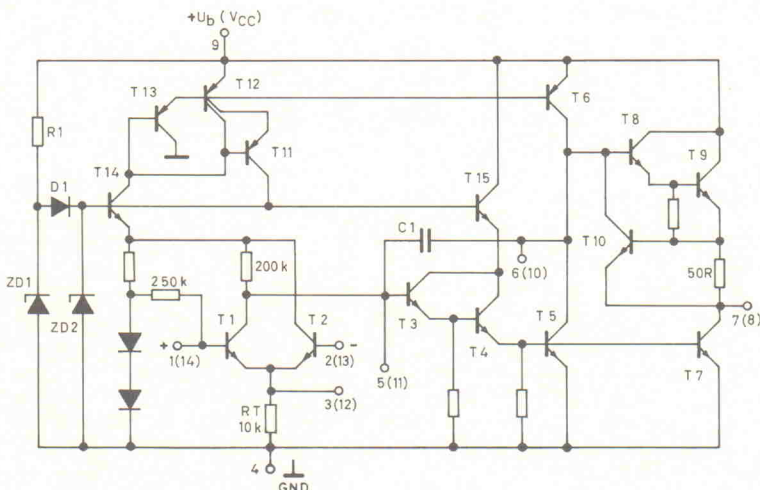 +Ub (VCC)
9
T13
T12
T6
R1
T8
T11
T9
T14
T15
D1
C1
T10
6(10)
200k
50R
ZD1
250k
ZD2
T1
T2
T3
T5
7(8)
+
-
T4
1(14)
2(13)
T7
5(11)
3(12)
RT
10k
4
GND